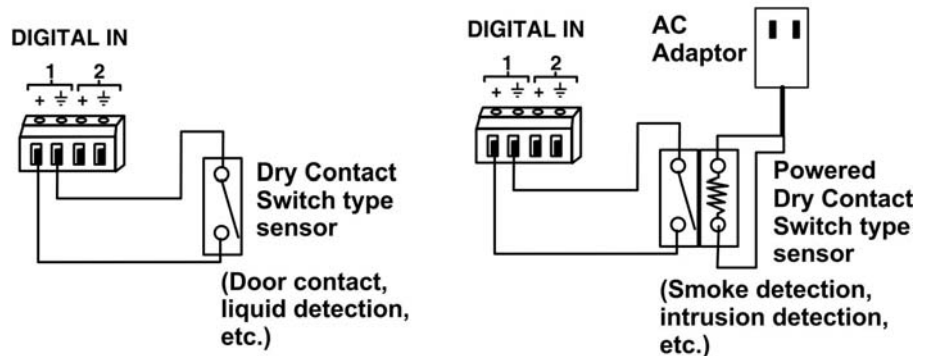 DIGITAL IN
1 2
+ ⏚ + ⏚
Dry Contact
Switch type
sensor
(Door contact,
liquid detection,
etc.)
DIGITAL IN
1 2
+ ⏚ + ⏚
AC
Adaptor
Powered
Dry Contact
Switch type
sensor
(Smoke detection,
intrusion detection,
etc.)